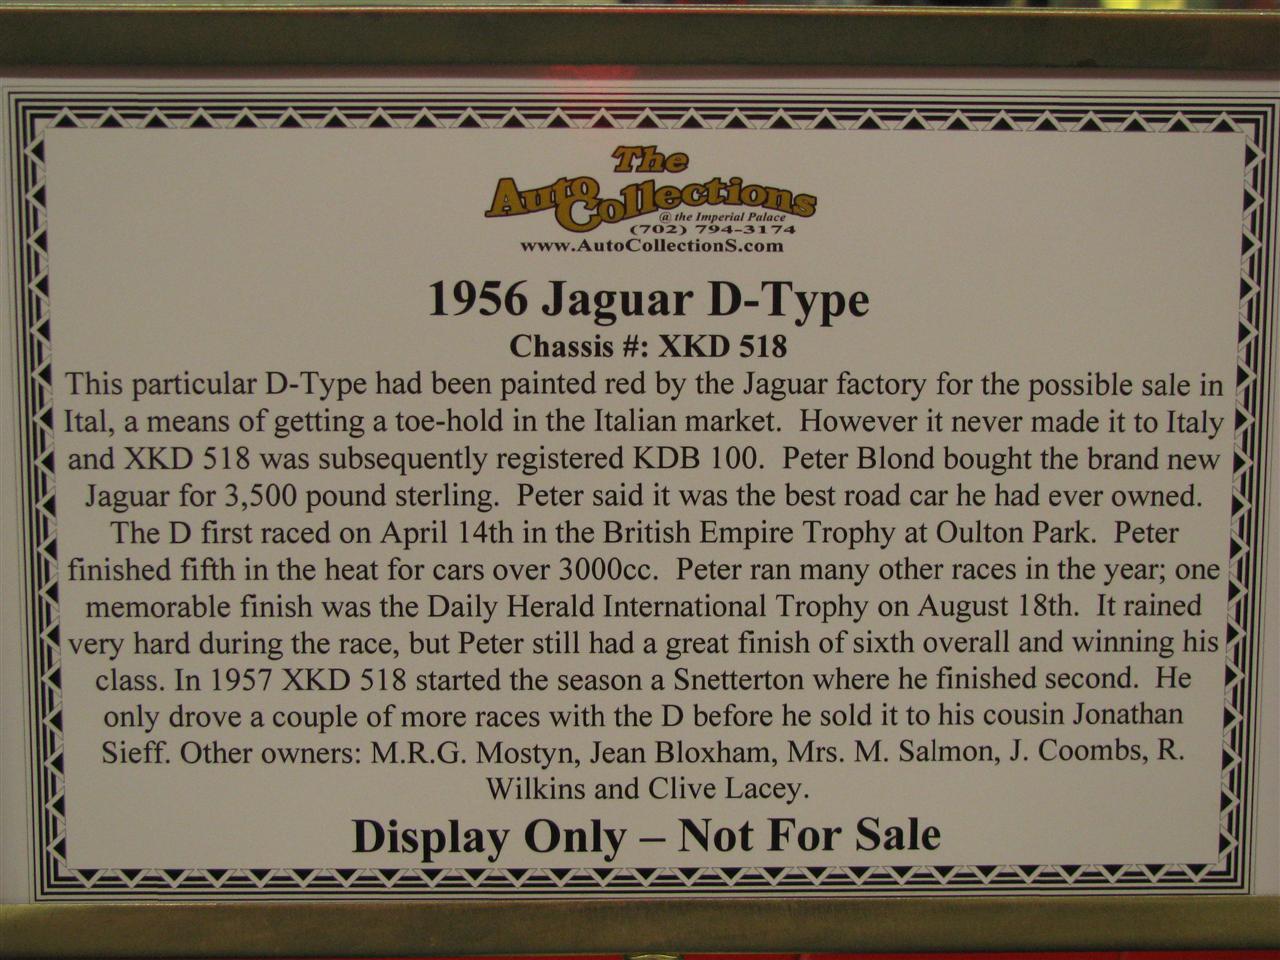 The
Auto Collections
@ the Imperial Palace
(702) 794-3174
www.AutoCollectionS.com
1956 Jaguar D-Type
Chassis #: XKD 518
This particular D-Type had been painted red by the Jaguar factory for the possible sale in
Ital, a means of getting a toe-hold in the Italian market.  However it never made it to Italy
and XKD 518 was subsequently registered KDB 100.  Peter Blond bought the brand new
Jaguar for 3,500 pound sterling.  Peter said it was the best road car he had ever owned.
The D first raced on April 14th in the British Empire Trophy at Oulton Park.  Peter
finished fifth in the heat for cars over 3000cc.  Peter ran many other races in the year; one
memorable finish was the Daily Herald International Trophy on August 18th.  It rained
very hard during the race, but Peter still had a great finish of sixth overall and winning his
class. In 1957 XKD 518 started the season a Snetterton where he finished second.  He
only drove a couple of more races with the D before he sold it to his cousin Jonathan
Sieff. Other owners: M.R.G. Mostyn, Jean Bloxham, Mrs. M. Salmon, J. Coombs, R.
Wilkins and Clive Lacey.
Display Only – Not For Sale